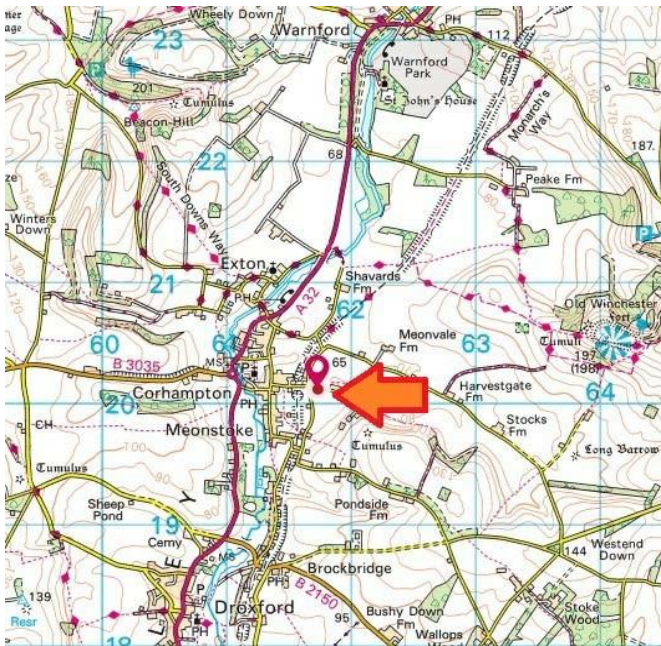 Wheely Down
Warnford
PH
112
23
P
Warnford
Park
St John's House
201
Tumulus
Beacon Hill
Monarch's
Way
68
187
22
South Downs Way
Peake Fm
Winters
Down
P
Exton
21
Shavards
Fm
PH
A 32
62
Old Winchester
Fort
Tumuli
60
B 3035
MS
Meonvale
Fm
63
197
(198)
65
64
Corhampton
Harvestgate
Fm
20
PH
Meonstoke
CH
100
Stocks
Fm
Tumulus
Long Barrow
Tumulus
80
Sheep
Pond
Pondside
Fm
19
Cemy
MS
Y
E
L
144
Westend
Down
Brockbridge
PH
B 2150
139
P
Droxford
Resr
PH
95
Bushy Down
Fm
Stoke
Wood
Wallops
18